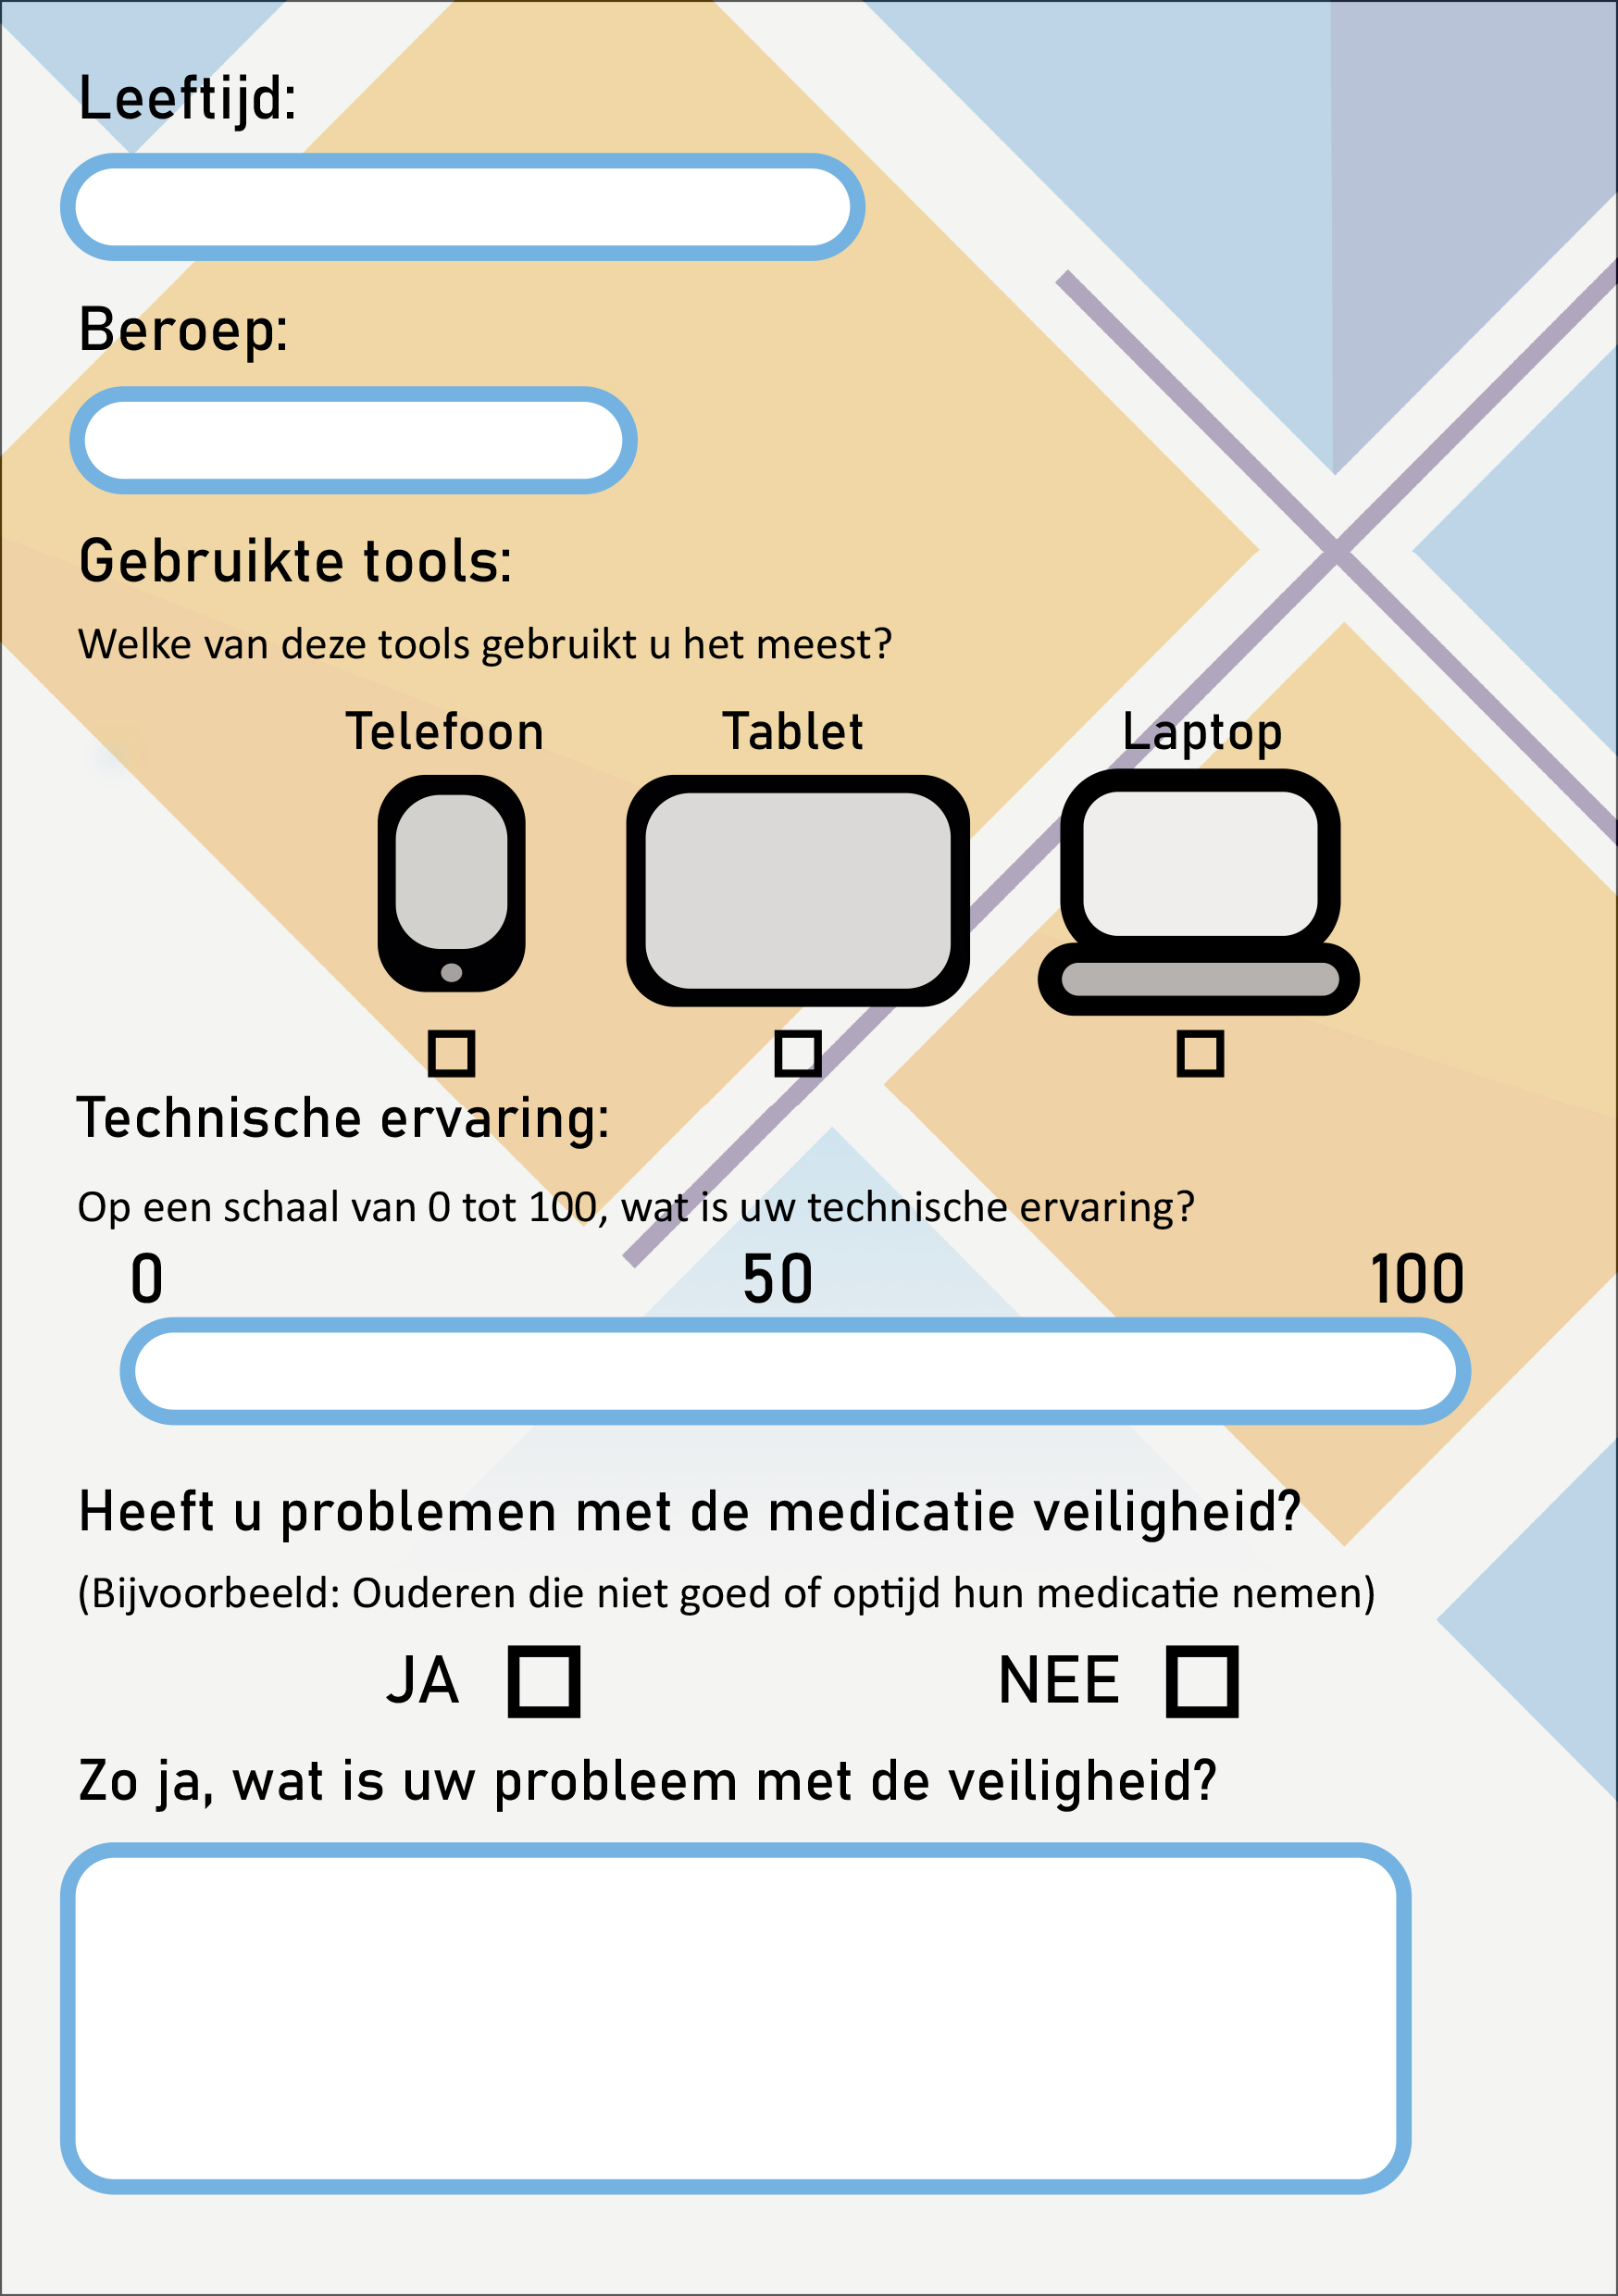 Leeftijd:
Beroep:
Gebruikte tools:
Welke van deze tools gebruikt u het meest?
Telefoon Tablet Laptop
Technische ervaring:
Op een schaal van 0 tot 100, wat is uw technische ervaring?
0 50 100
Heeft u problemen met de medicatie veiligheid?
(Bijvoorbeeld: Ouderen die niet goed of optijd hun medicatie nemen)
JA NEE
Zo ja, wat is uw probleem met de veiligheid?